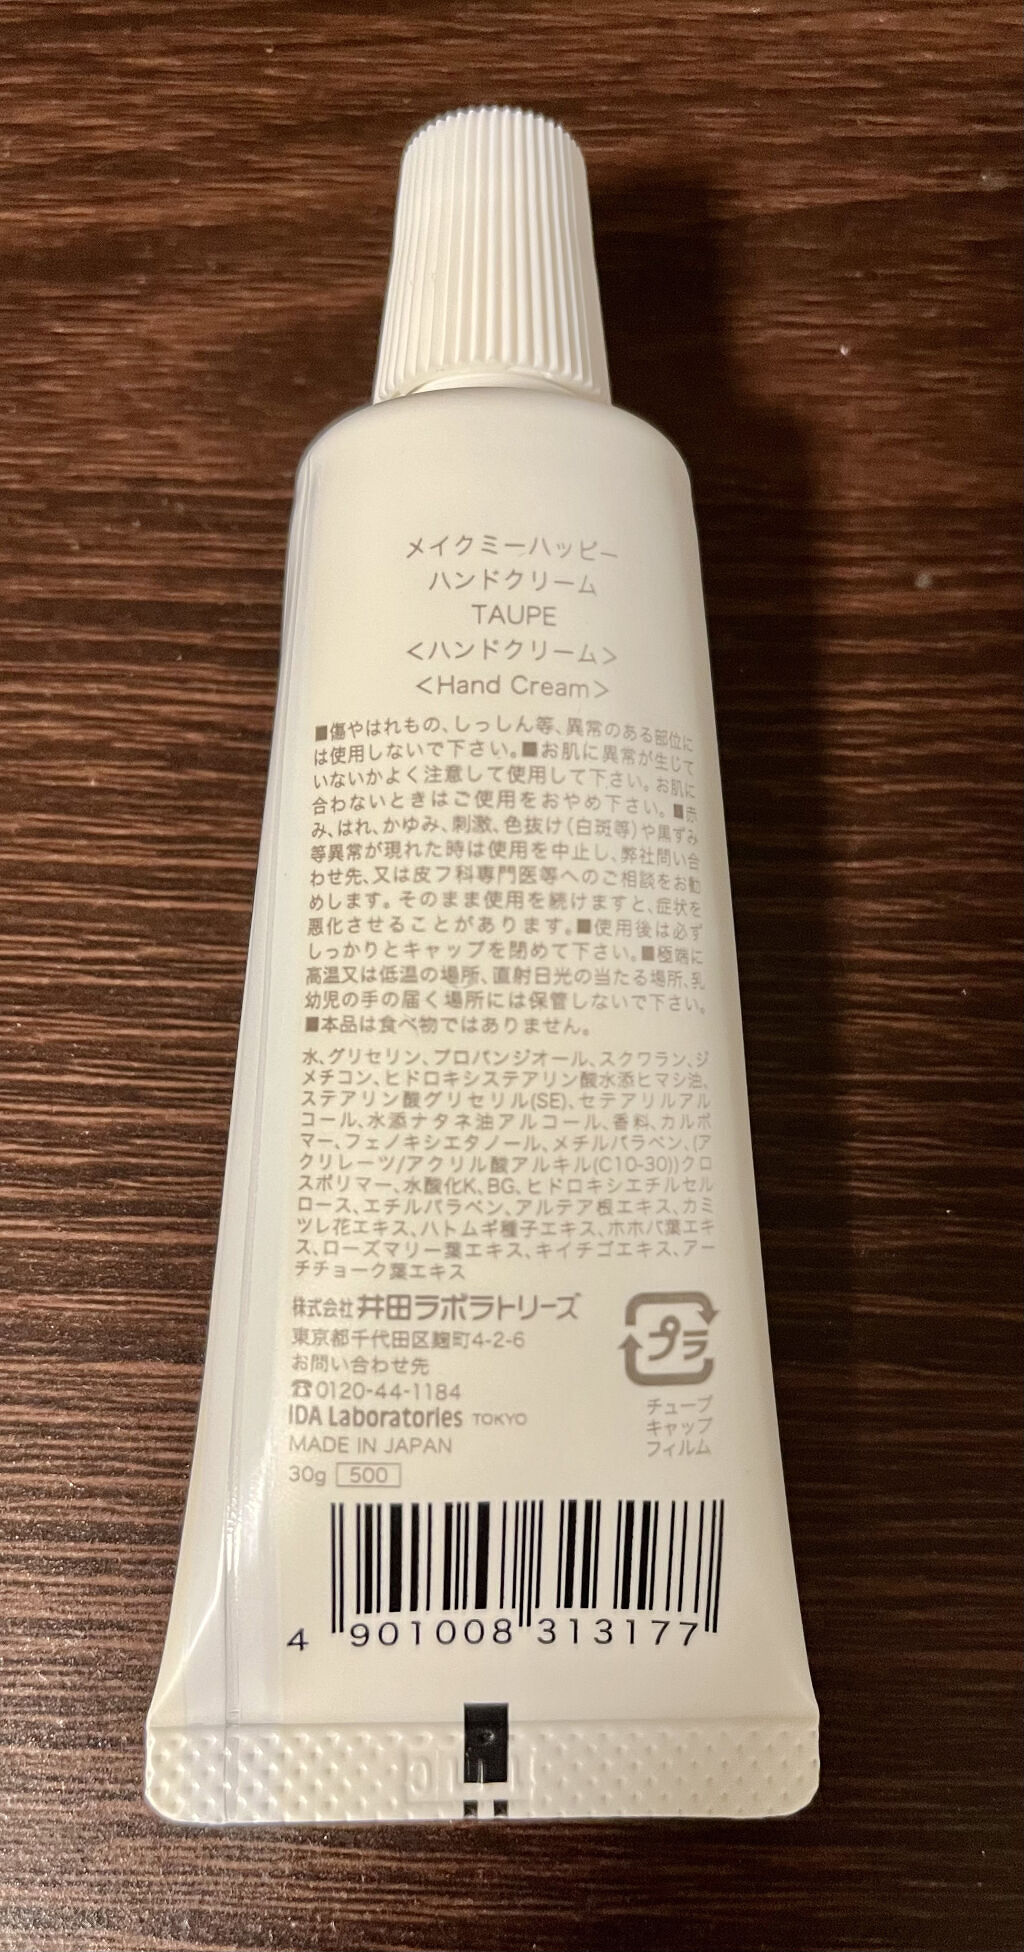 メイクミーハッピー
ハンドクリーム
TAUPE
<ハンドクリーム>
<Hand Cream>
■傷やはれもの、しっしん等、異常のある部位に
は使用しないで下さい。■お肌に異常が生じて
いないかよく注意して使用して下さい。お肌に
合わないときはご使用をおやめ下さい。■赤
み、はれ、かゆみ、刺激、色抜け(白斑等)や黒ずみ
等異常が現れた時は使用を中止し、弊社問い合
わせ先、又は皮フ科専門医等へのご相談をお勧
めします。そのまま使用を続けますと、症状を
悪化させることがあります。■使用後は必ず
しっかりとキャップを閉めて下さい。■極端に
高温又は低温の場所、直射日光の当たる場所、乳
幼児の手の届く場所には保管しないで下さい。
■本品は食べ物ではありません。
水、グリセリン、プロパンジオール、スクワラン、ジ
メチコン、ヒドロキシステアリン酸水添ヒマシ油、
ステアリン酸グリセリル(SE)、セテアリルアル
コール、水添ナタネ油アルコール、香料、カルボ
マー、フェノキシエタノール、メチルパラベン、(ア
クリレーツ/アクリル酸アルキル(C10-30))クロ
スポリマー、水酸化K、BG、ヒドロキシエチルセル
ロース、エチルパラベン、アルテア根エキス、カミ
ツレ花エキス、ハトムギ種子エキス、ホホバ葉エキ
ス、ローズマリー葉エキス、キイチゴエキス、アー
チチョーク葉エキス
株式会社 井田ラボラトリーズ
東京都千代田区麹町4-2-6
お問い合わせ先
☎0120-44-1184
IDA Laboratories TOKYO
MADE IN JAPAN
30g 500
プラ
チューブ
キャップ
フィルム
4 901008 313177